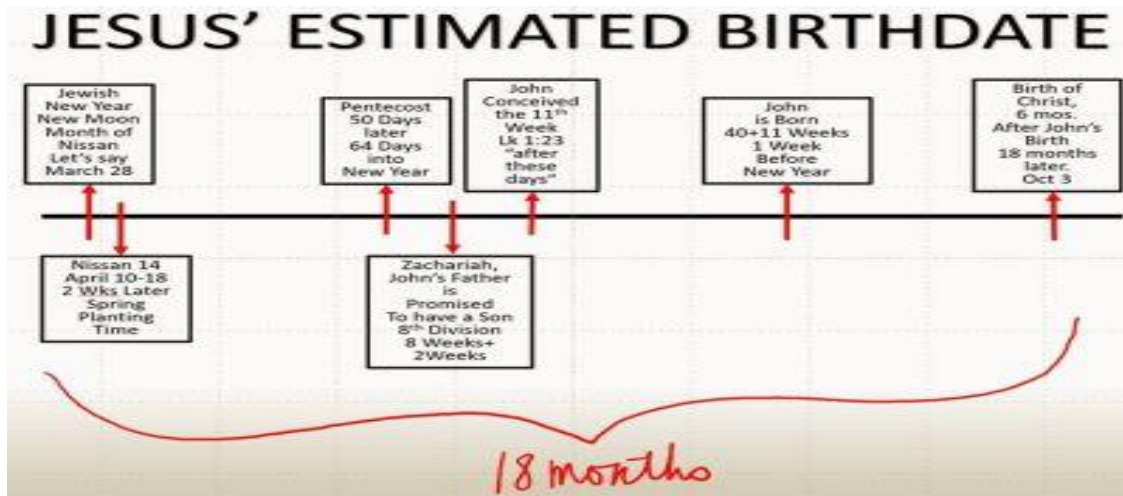 JESUS' ESTIMATED BIRTHDATE
Jewish
New Year
New Moon
Month of
Nissan
Let's say
March 28
Pentecost
50 Days
later
64 Days
into
New Year
John
Conceived
the 11th
Week
Lk 1:23
"after
these
days"
John
is Born
40+11 Weeks
1 Week
Before
New Year
Birth of
Christ,
6 mos.
After John's
Birth
18 months
later.
Oct 3
Nissan 14
April 10-18
2 Wks Later
Spring
Planting
Time
Zachariah,
John's Father
is
Promised
To have a Son
8th Division
8 Weeks+
2Weeks
18 months